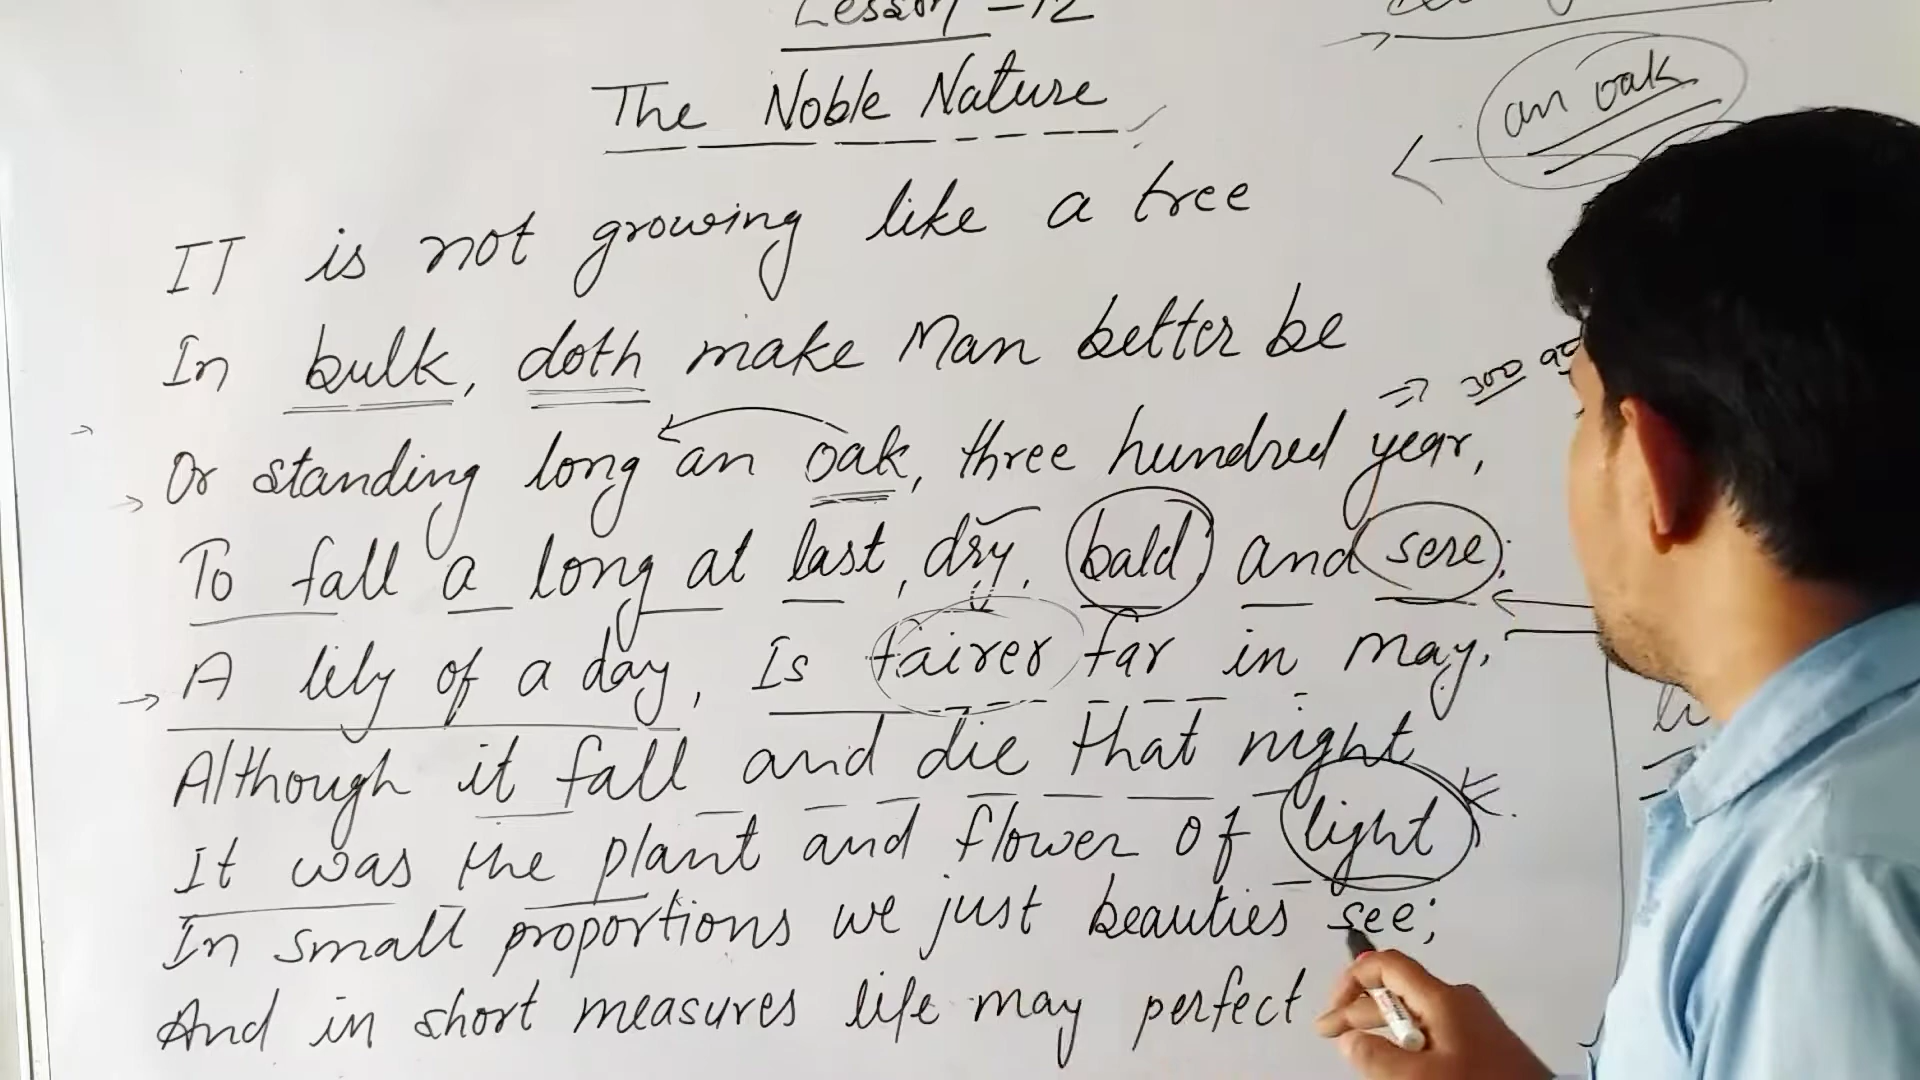 Lesson - 12
The Noble Nature
an oak
IT is not growing like a tree
In bulk, doth make Man better be
⇒ 300
Or standing long an oak, three hundred year,
To fall a long at last, dry, bald, and sere;
A lily of a day, Is fairer far in may.
Although it fall and die that night
It was the plant and flower of light
In small proportions we just beauties see;
And in short measures life may perfect